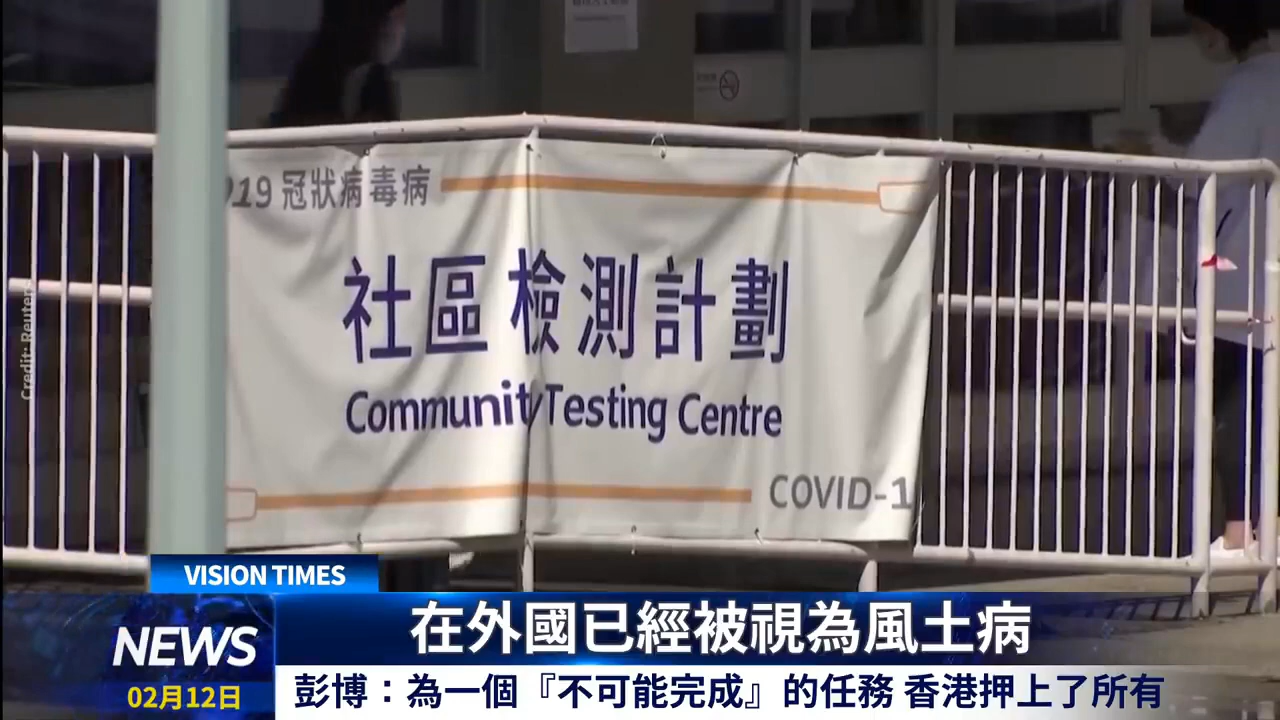 19 冠狀病毒病
社區檢測計劃
Community Testing Centre
COVID-1
Credit: Reuters
VISION TIMES
NEWS
02月12日
在外國已經被視為風土病
彭博：為一個『不可能完成』的任務 香港押上了所有